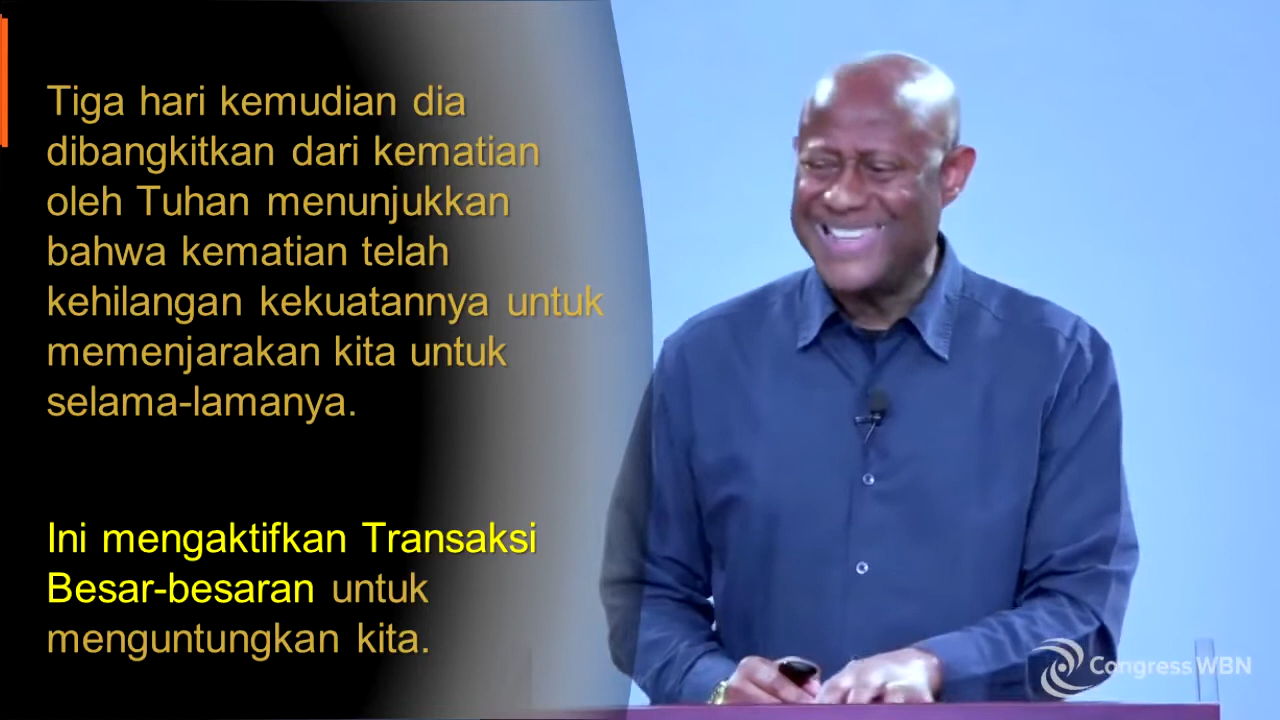 Tiga hari kemudian dia
dibangkitkan dari kematian
oleh Tuhan menunjukkan
bahwa kematian telah
kehilangan kekuatannya untuk
memenjarakan kita untuk
selama-lamanya.
Ini mengaktifkan Transaksi
Besar-besaran untuk
menguntungkan kita.
Congress WBN